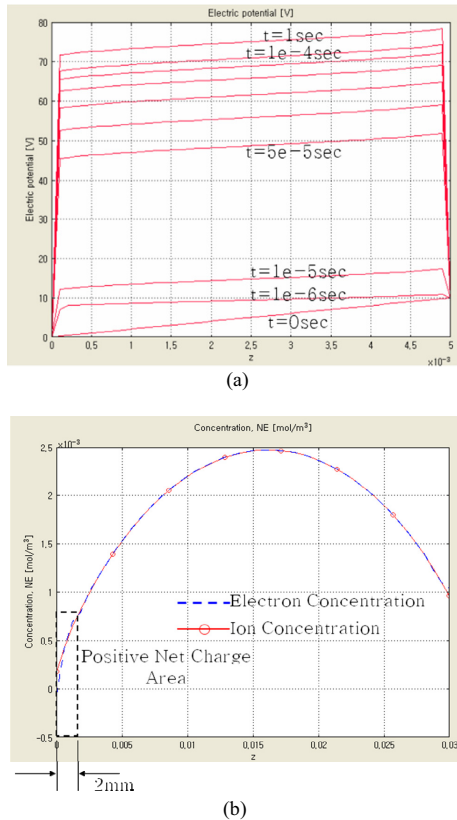 Electric potential [V]
Electric potential [V]
80
70
60
50
40
30
20
10
0
t=1sec
t=1e-4sec
t=5e-5sec
t=1e-5sec
t=1e-6sec
t=0sec
0 0.5 1 1.5 2 2.5 3 3.5 4 4.5 5
z
×10⁻³
(a)
Concentration, NE [mol/m³]
×10⁻³
Concentration, NE [mol/m³]
2.5
2
1.5
1
0.5
0
-0.5
Electron Concentration
Ion Concentration
Positive Net Charge
Area
0 0.005 0.01 0.015 0.02 0.025 0.03
z
2mm
(b)